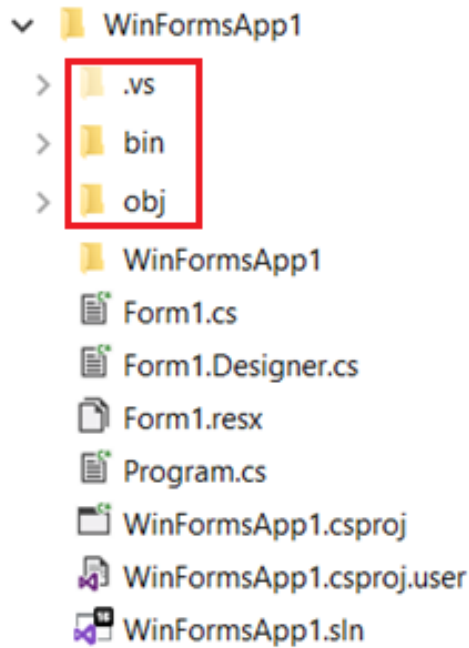 WinFormsApp1
.vs
bin
obj
WinFormsApp1
Form1.cs
Form1.Designer.cs
Form1.resx
Program.cs
WinFormsApp1.csproj
WinFormsApp1.csproj.user
WinFormsApp1.sln